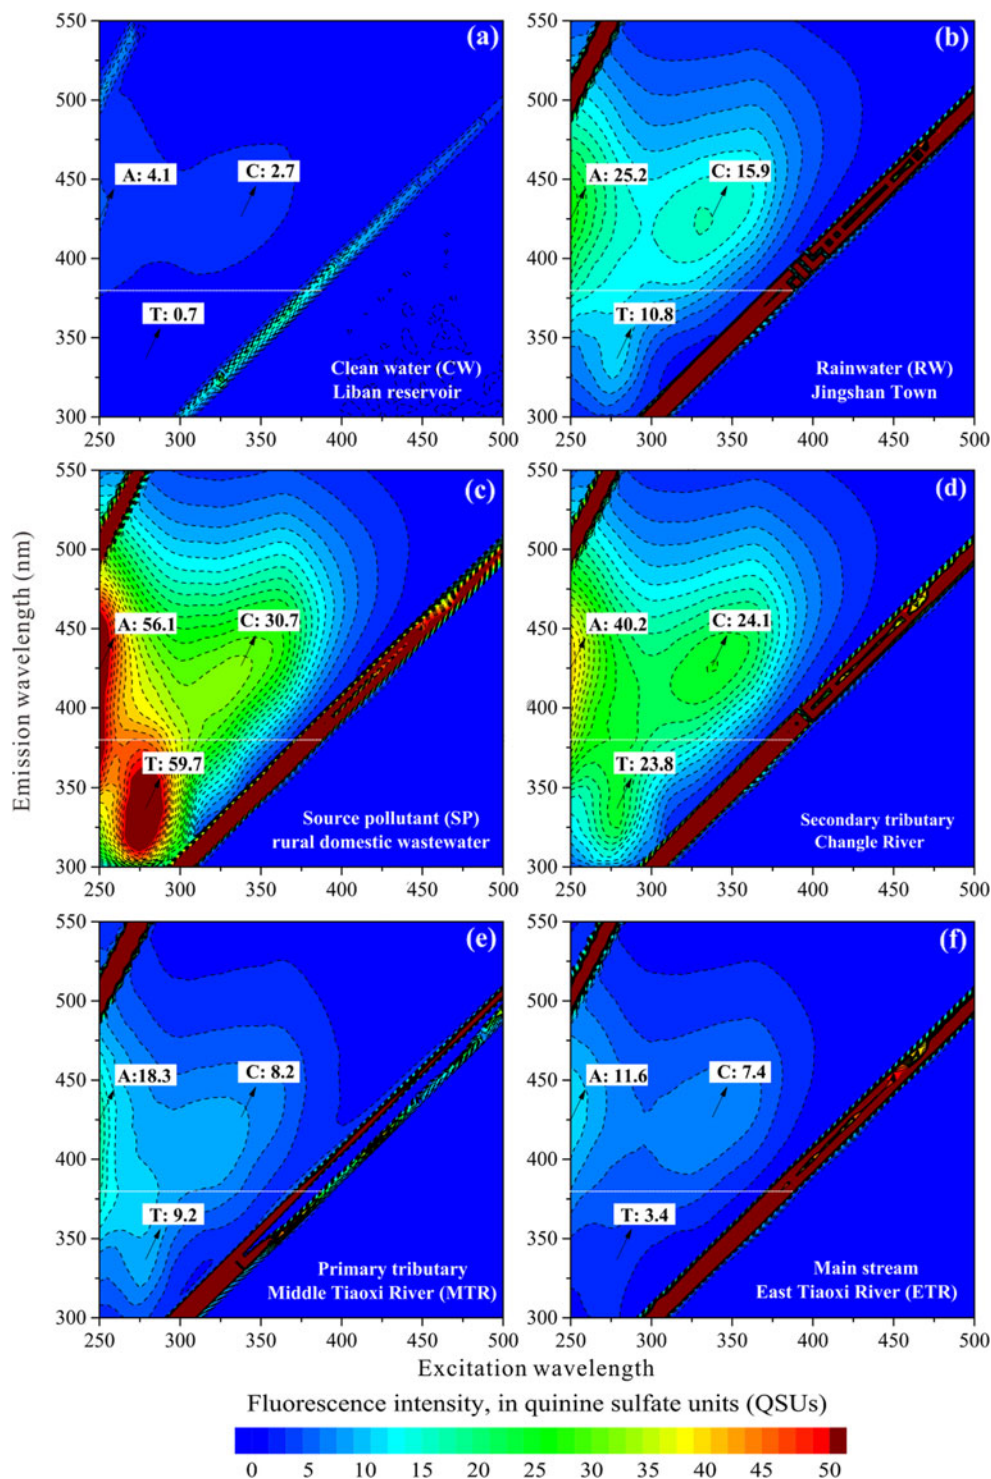 550
(a)
500
A: 4.1
C: 2.7
450
400
T: 0.7
350
Clean water (CW)
Liban reservoir
300
250 300 350 400 450 500
550
(b)
500
A: 25.2
C: 15.9
450
400
T: 10.8
350
Rainwater (RW)
Jingshan Town
300
250 300 350 400 450 500
Emission wavelength (nm)
550
(c)
500
A: 56.1
C: 30.7
450
400
T: 59.7
350
Source pollutant (SP)
rural domestic wastewater
300
250 300 350 400 450 500
550
(d)
500
A: 40.2
C: 24.1
450
400
T: 23.8
350
Secondary tributary
Changle River
300
250 300 350 400 450 500
550
(e)
500
A:18.3
C: 8.2
450
400
T: 9.2
350
Primary tributary
Middle Tiaoxi River (MTR)
300
250 300 350 400 450 500
550
(f)
500
A: 11.6
C: 7.4
450
400
T: 3.4
350
Main stream
East Tiaoxi River (ETR)
300
250 300 350 400 450 500
Excitation wavelength
Fluorescence intensity, in quinine sulfate units (QSUs)
0 5 10 15 20 25 30 35 40 45 50